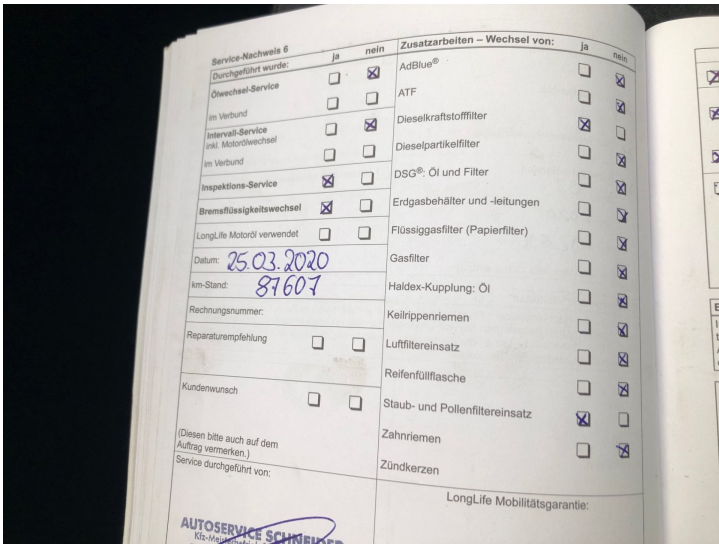 Service-Nachweis 6
ja nein
Durchgeführt wurde:
Ölwechsel-Service
im Verbund
Intervall-Service
inkl. Motorölwechsel
im Verbund
Inspektions-Service
Bremsflüssigkeitswechsel
LongLife Motoröl verwendet
Datum: 25.03.2020
km-Stand: 87607
Rechnungsnummer:
Reparaturempfehlung
Kundenwunsch
(Diesen bitte auch auf dem
Auftrag vermerken.)
Service durchgeführt von:
AUTOSERVICE SCHNEIDER
Zusatzarbeiten – Wechsel von:
ja nein
AdBlue®
ATF
Dieselkraftstofffilter
Dieselpartikelfilter
DSG®: Öl und Filter
Erdgasbehälter und -leitungen
Flüssiggasfilter (Papierfilter)
Gasfilter
Haldex-Kupplung: Öl
Keilrippenriemen
Luftfiltereinsatz
Reifenfüllflasche
Staub- und Pollenfiltereinsatz
Zahnriemen
Zündkerzen
LongLife Mobilitätsgarantie: